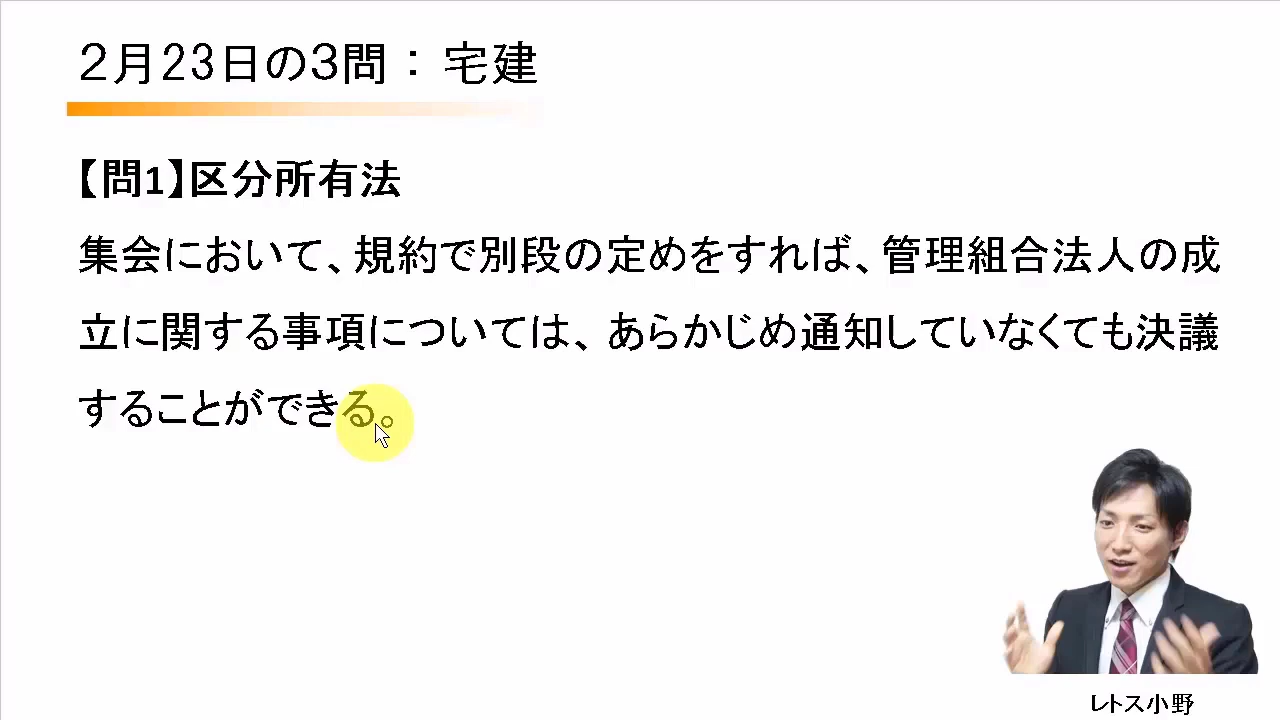 ２月23日の３問：宅建
【問1】区分所有法
集会において、規約で別段の定めをすれば、管理組合法人の成
立に関する事項については、あらかじめ通知していなくても決議
することができる。
レトス小野